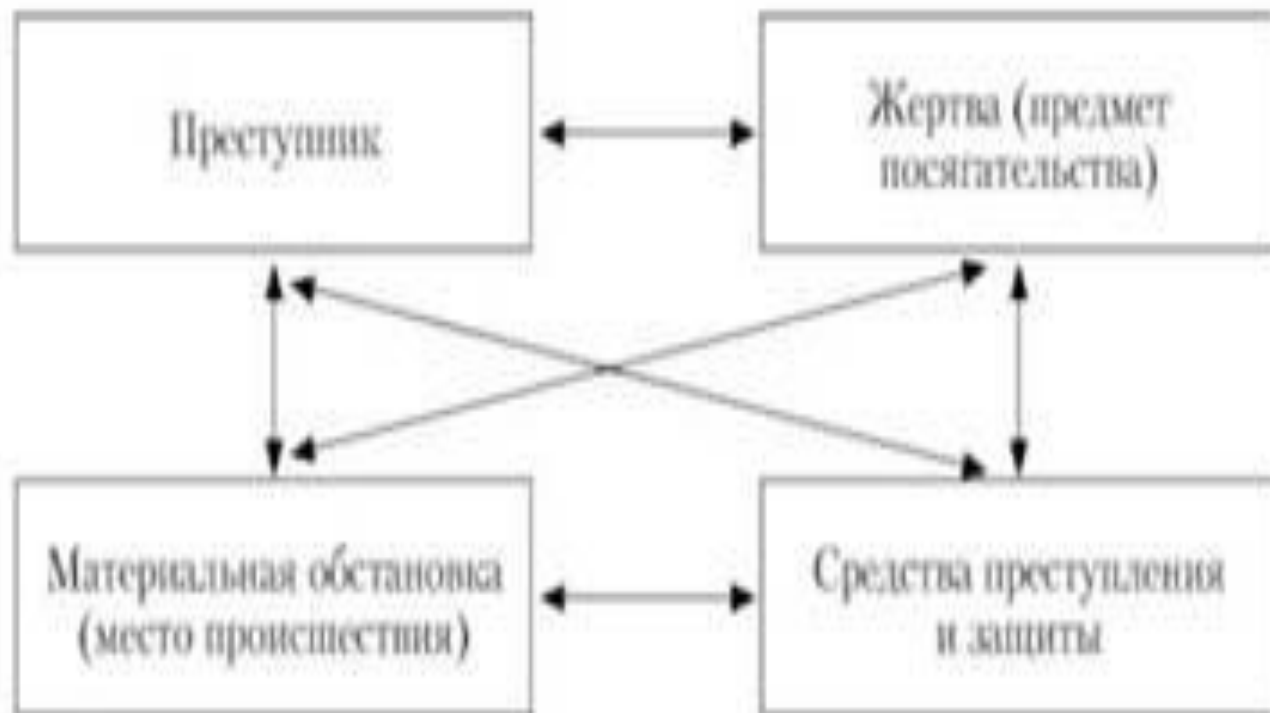 Преступник
Жертва (предмет
посягательства)
Материальная обстановка
(место происшествия)
Средства преступления
и защиты